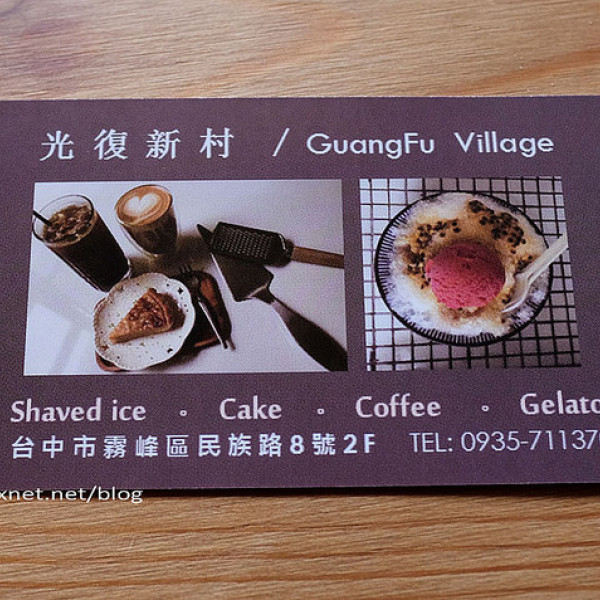 光復新村 / GuangFu Village
Shaved ice 。 Cake 。 Coffee 。 Gelato
台中市霧峰區民族路8號2F TEL: 0935-711370
xnet.net/blog